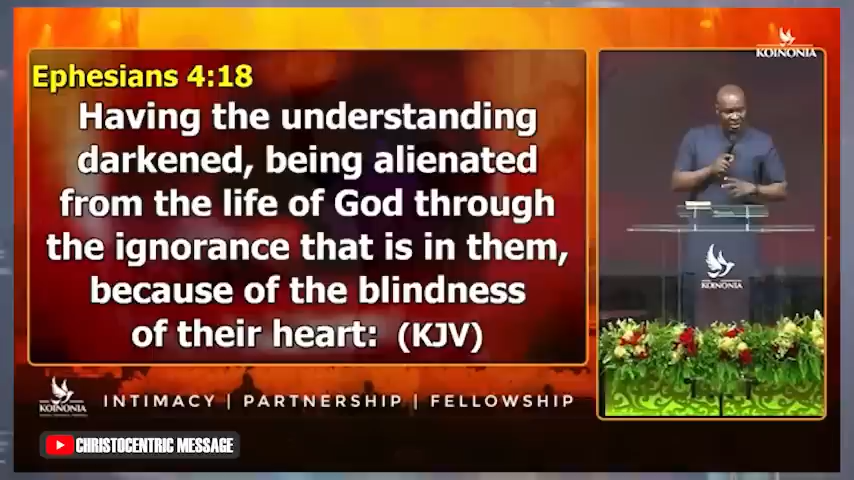 Ephesians 4:18
Having the understanding
darkened, being alienated
from the life of God through
the ignorance that is in them,
because of the blindness
of their heart: (KJV)
KOINONIA
KOINONIA
KOINONIA
INTIMACY | PARTNERSHIP | FELLOWSHIP
CHRISTOCENTRIC MESSAGE